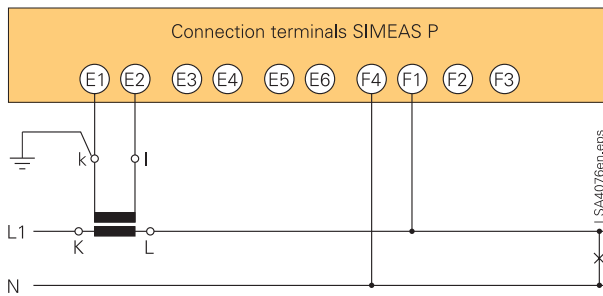 Connection terminals SIMEAS P
E1 E2 E3 E4 E5 E6 F4 F1 F2 F3
k l
L1
K L
N
LSA4076en.eps